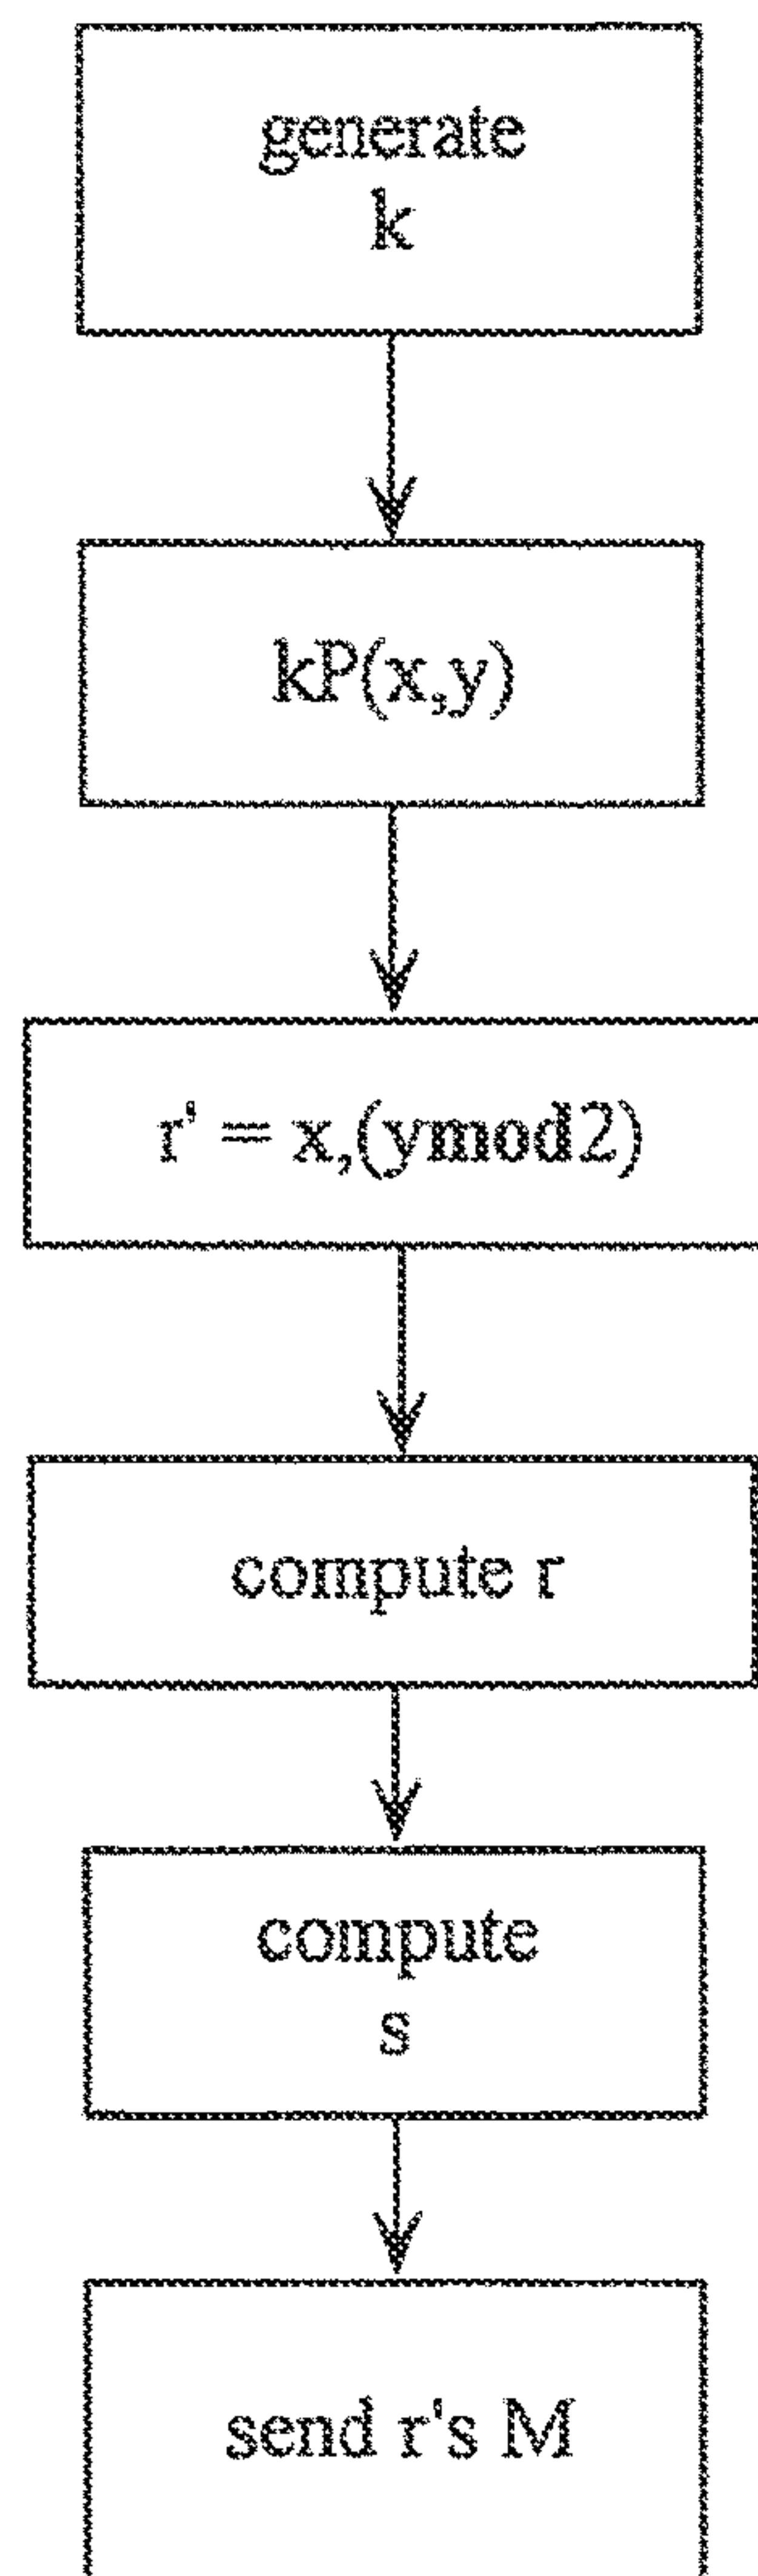 generate
k
kP(x,y)
r' = x,(ymod2)
compute r
compute
s
send r's M